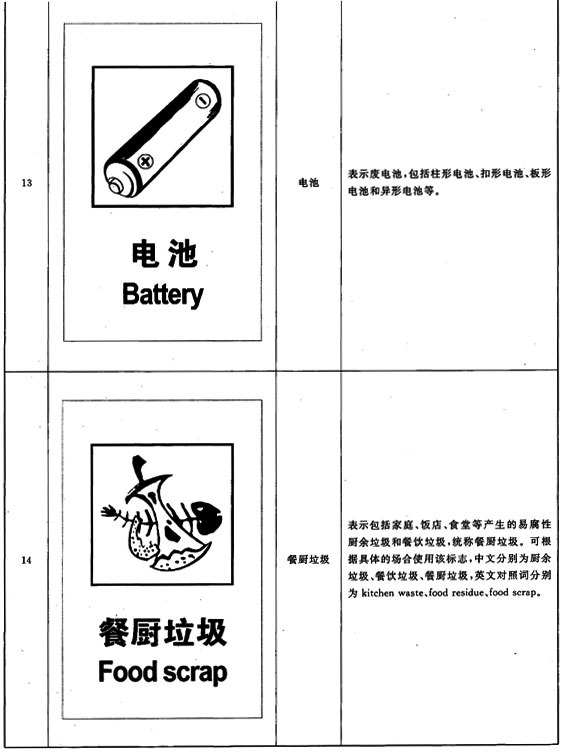 13
电池
Battery
电池
表示废电池,包括柱形电池、扣形电池、板形
电池和异形电池等。
14
餐厨垃圾
Food scrap
餐厨垃圾
表示包括家庭、饭店、食堂等产生的易腐性
厨余垃圾和餐饮垃圾,统称餐厨垃圾。可根
据具体的场合使用该标志,中文分别为厨余
垃圾、餐饮垃圾、餐厨垃圾,英文对照词分别
为 kitchen waste、food residue、food scrap。